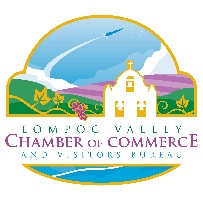 LOMPOC VALLEY
CHAMBER OF COMMERCE
AND VISITORS BUREAU